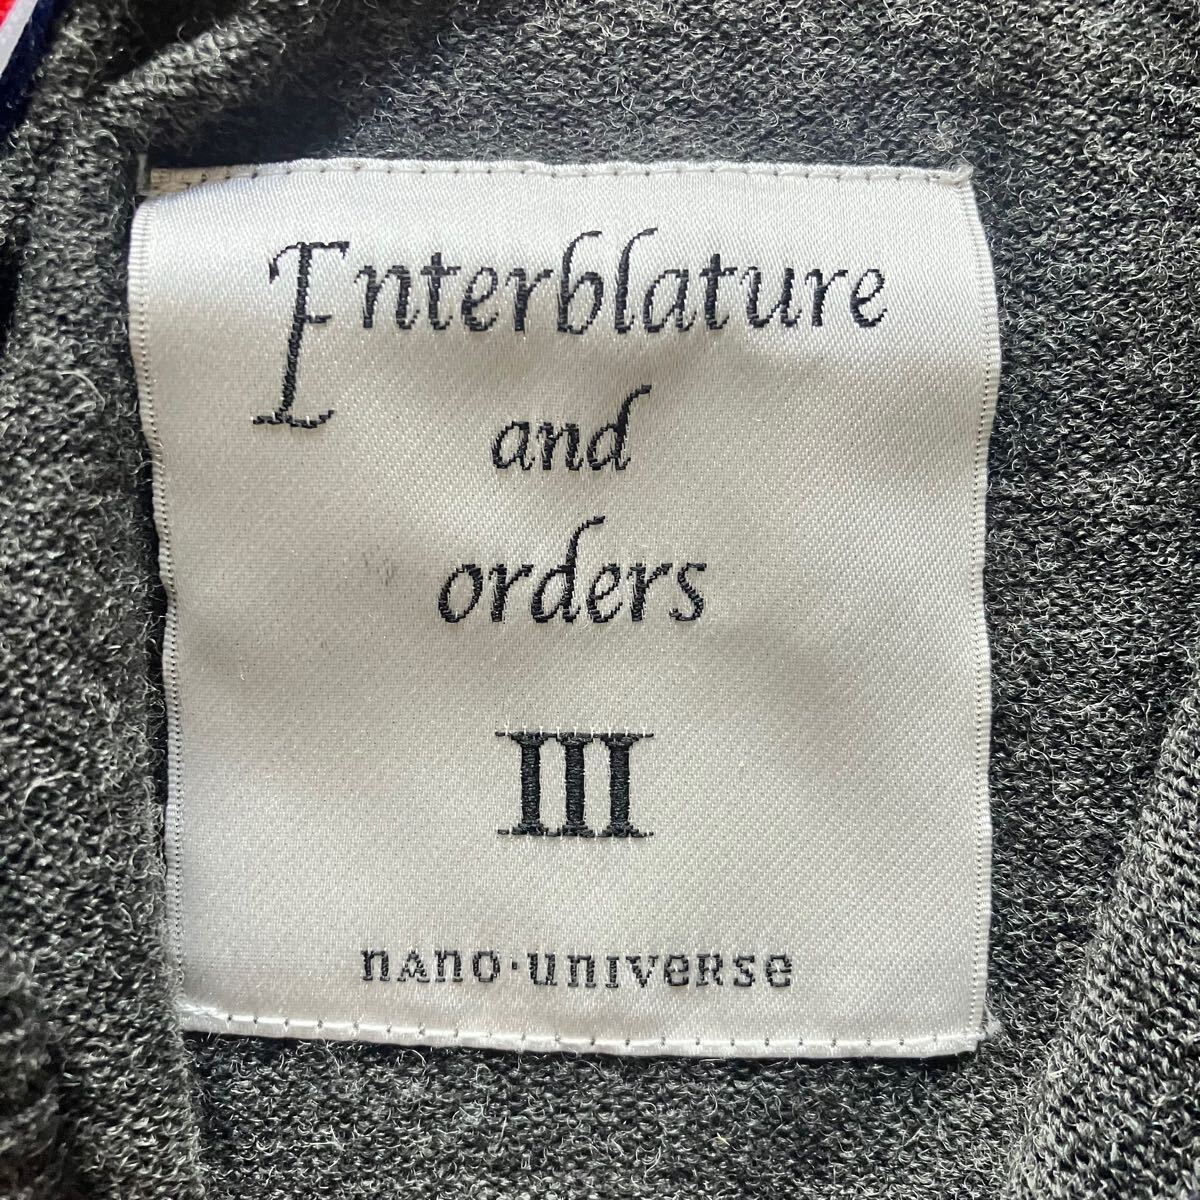 Enterblature
and
orders
III
nano·universe